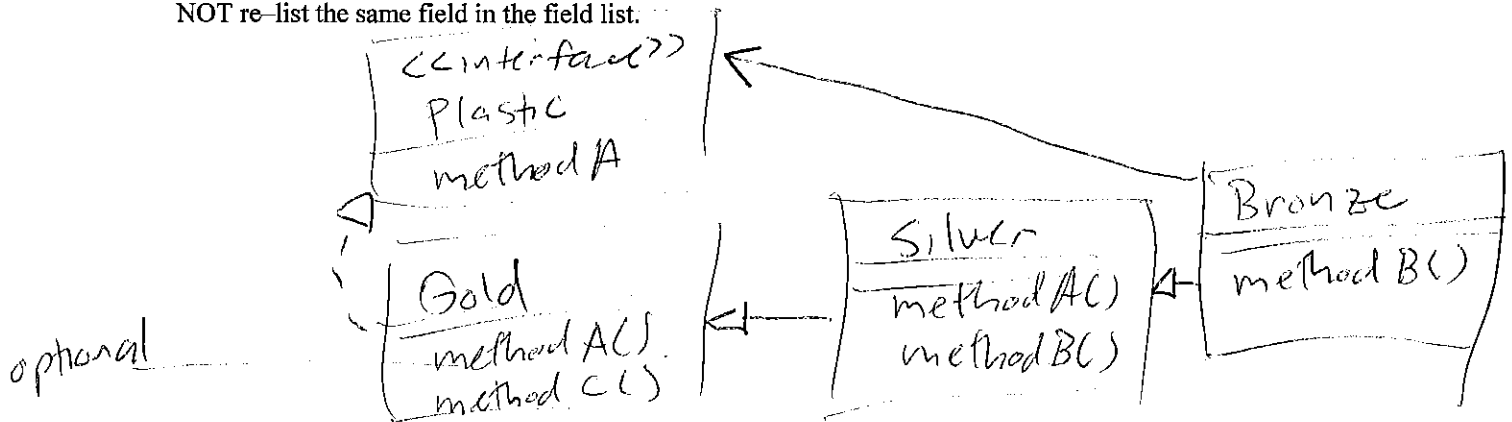 NOT re–list the same field in the field list.
<<interface>>
Plastic
method A
Gold
method A()
method C()
optional
Silver
method A()
method B()
Bronze
method B()